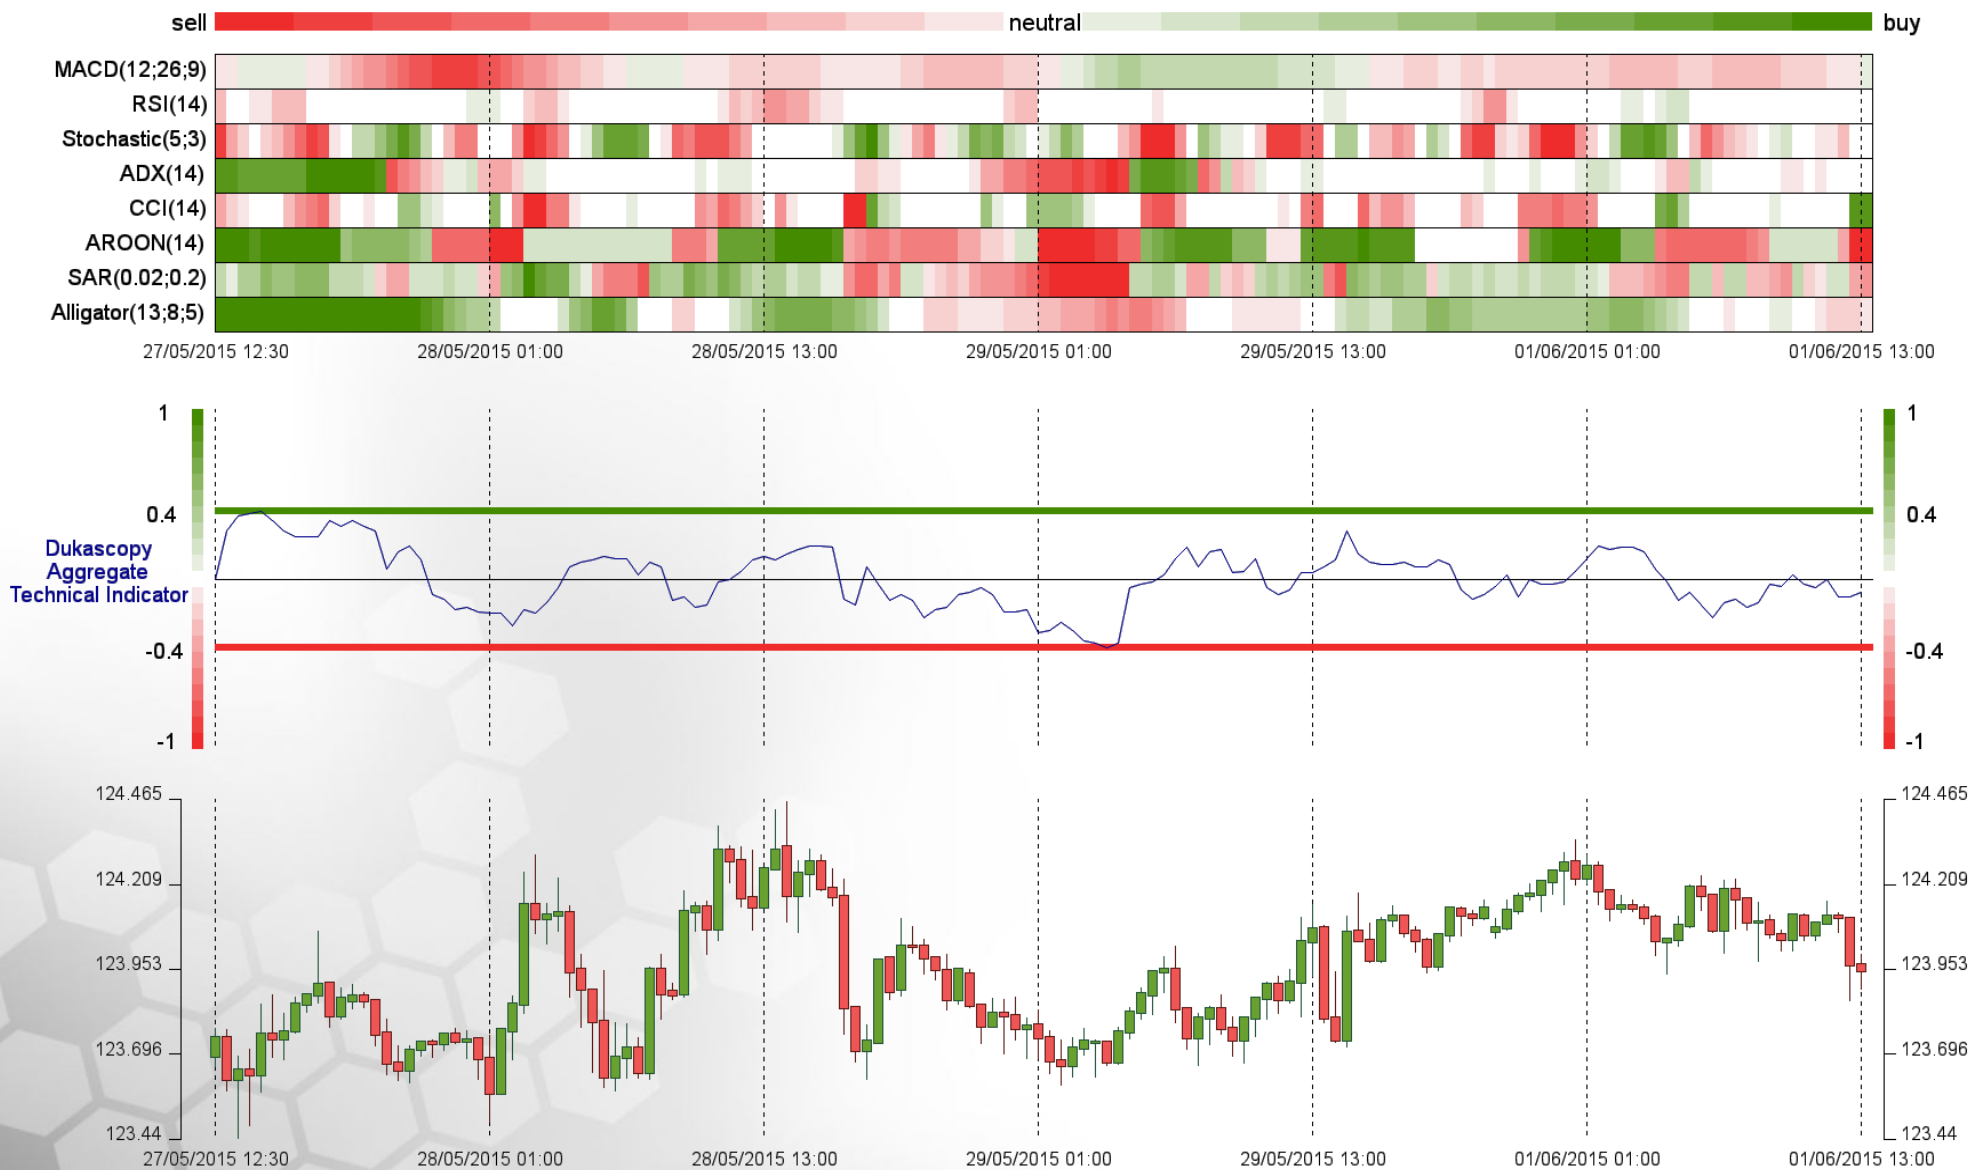 sell neutral buy
MACD(12;26;9)
RSI(14)
Stochastic(5;3)
ADX(14)
CCI(14)
AROON(14)
SAR(0.02;0.2)
Alligator(13;8;5)
27/05/2015 12:30 28/05/2015 01:00 28/05/2015 13:00 29/05/2015 01:00 29/05/2015 13:00 01/06/2015 01:00 01/06/2015 13:00
1 1
0.4 0.4
Dukascopy
Aggregate
Technical Indicator
-0.4 -0.4
-1 -1
124.465 124.465
124.209 124.209
123.953 123.953
123.696 123.696
123.44 123.44
27/05/2015 12:30 28/05/2015 01:00 28/05/2015 13:00 29/05/2015 01:00 29/05/2015 13:00 01/06/2015 01:00 01/06/2015 13:00